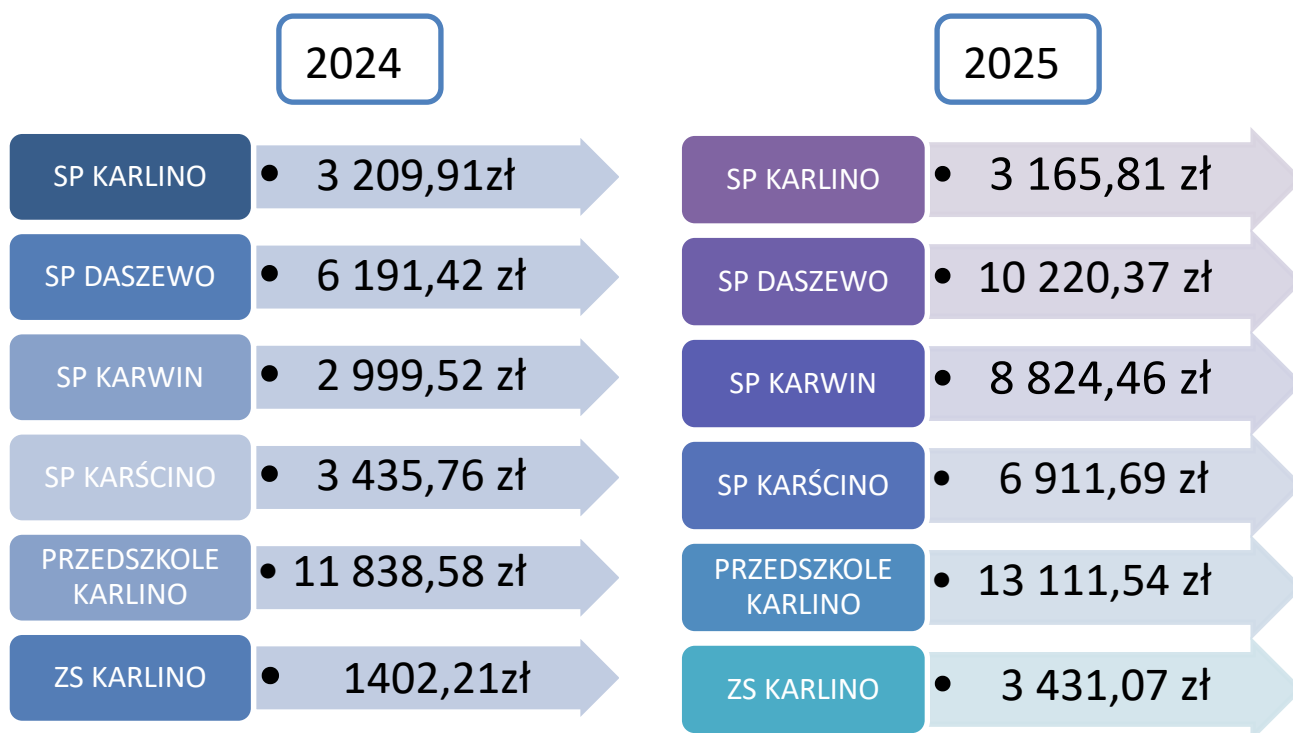 2024
SP KARLINO
• 3 209,91zł
SP DASZEWO
• 6 191,42 zł
SP KARWIN
• 2 999,52 zł
SP KARŚCINO
• 3 435,76 zł
PRZEDSZKOLE
KARLINO
• 11 838,58 zł
ZS KARLINO
• 1402,21zł
2025
SP KARLINO
• 3 165,81 zł
SP DASZEWO
• 10 220,37 zł
SP KARWIN
• 8 824,46 zł
SP KARŚCINO
• 6 911,69 zł
PRZEDSZKOLE
KARLINO
• 13 111,54 zł
ZS KARLINO
• 3 431,07 zł